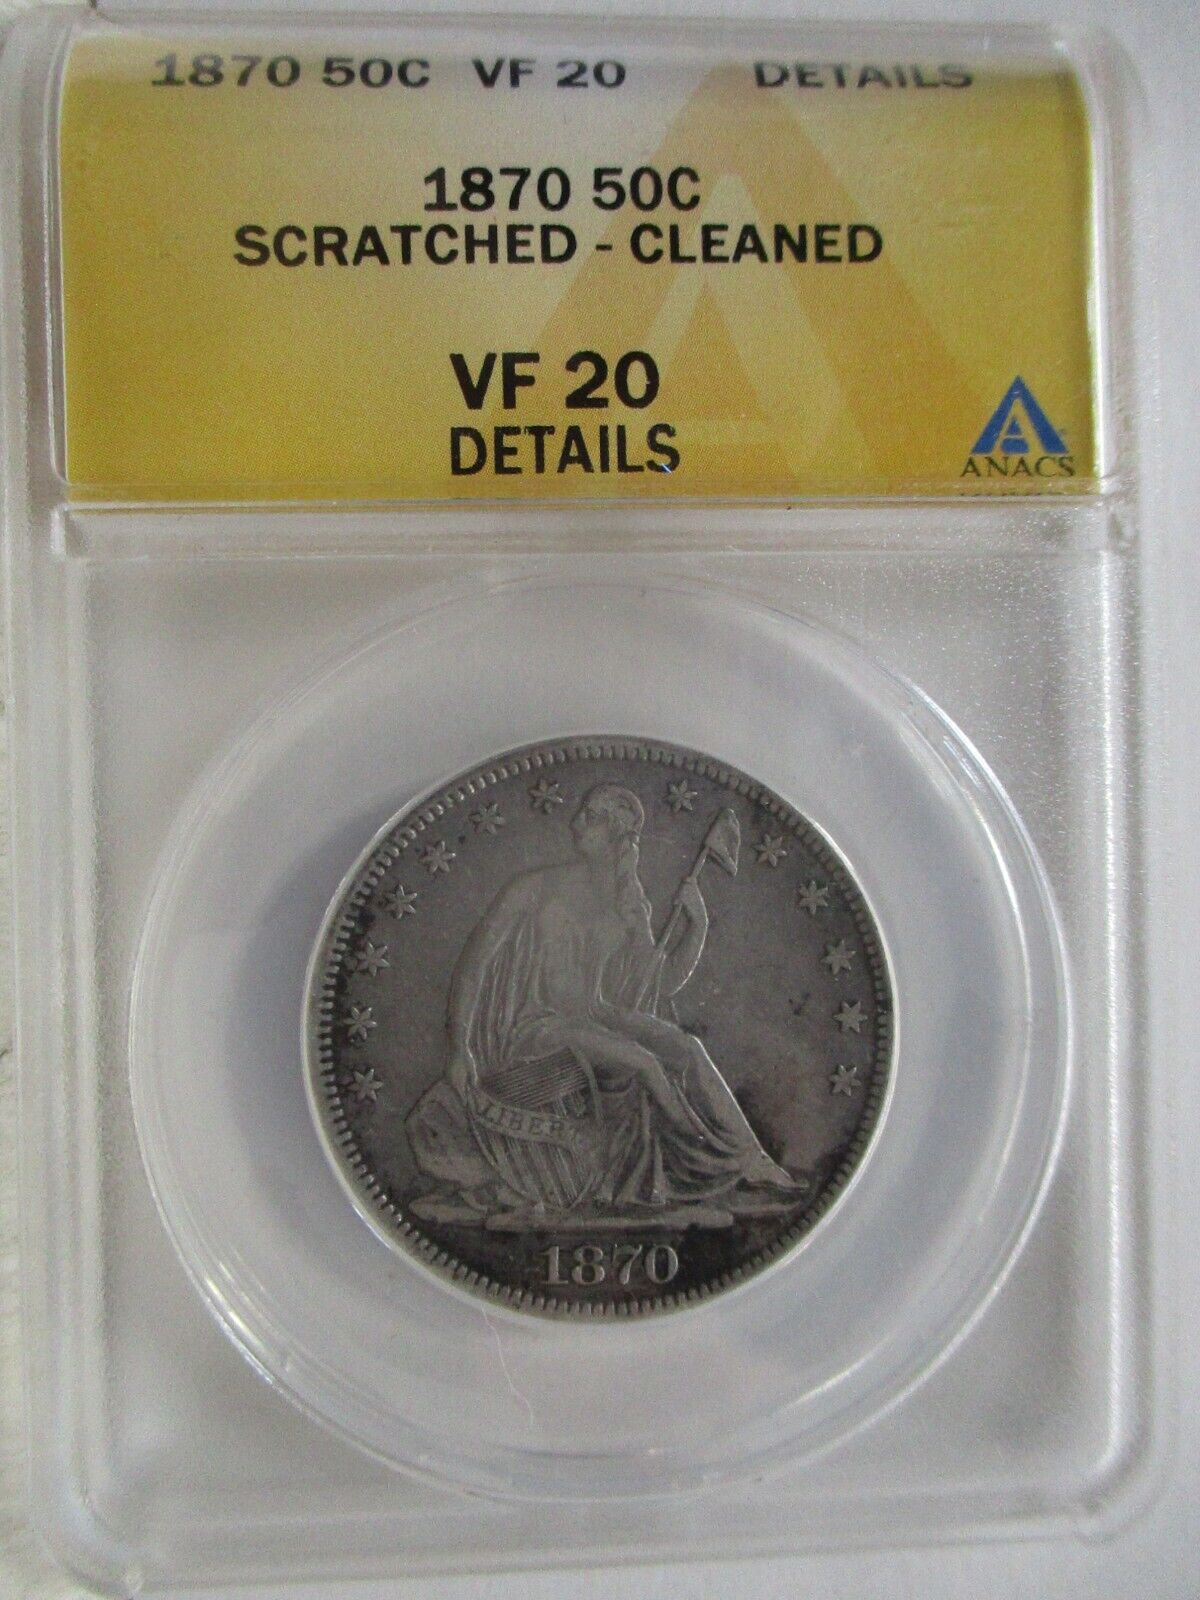 1870 50C VF 20 DETAILS
1870 50C
SCRATCHED - CLEANED
VF 20
DETAILS
A
ANACS
LIBERTY
1870